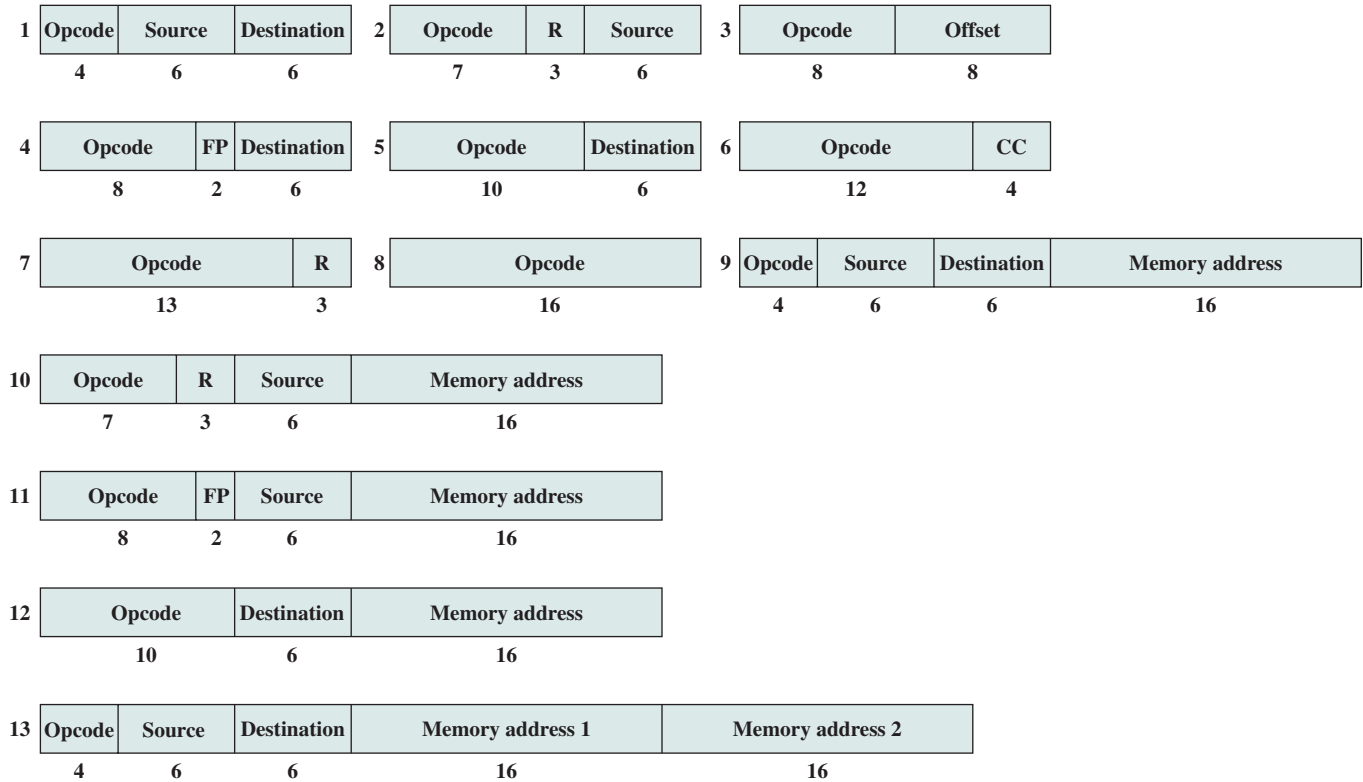 1 Opcode Source Destination 2 Opcode R Source 3 Opcode Offset
4 6 6 7 3 6 8 8
4 Opcode FP Destination 5 Opcode Destination 6 Opcode CC
8 2 6 10 6 12 4
7 Opcode R 8 Opcode 9 Opcode Source Destination Memory address
13 3 16 4 6 6 16
10 Opcode R Source Memory address
7 3 6 16
11 Opcode FP Source Memory address
8 2 6 16
12 Opcode Destination Memory address
10 6 16
13 Opcode Source Destination Memory address 1 Memory address 2
4 6 6 16 16